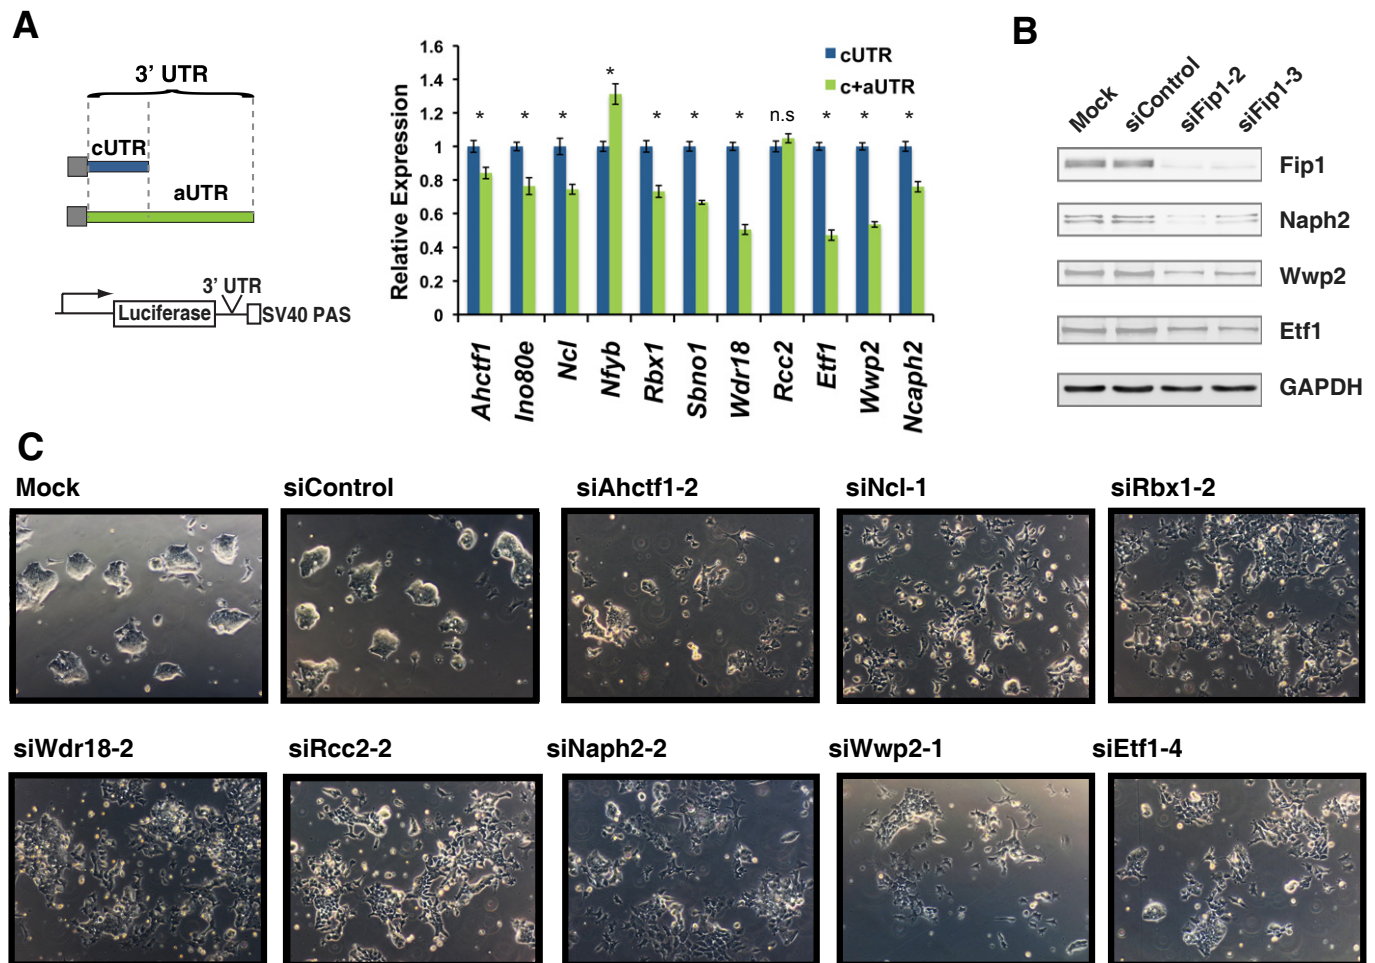 A
3’ UTR
cUTR
aUTR
3’ UTR
Luciferase
SV40 PAS
Relative Expression
1.6
1.4
1.2
1
0.8
0.6
0.4
0.2
0
cUTR
c+aUTR
* * * * * * * n.s * * *
Ahctf1
Ino80e
Ncl
Nfyb
Rbx1
Sbno1
Wdr18
Rcc2
Etf1
Wwp2
Ncaph2
B
Mock
siControl
siFip1-2
siFip1-3
Fip1
Naph2
Wwp2
Etf1
GAPDH
C
Mock
siControl
siAhctf1-2
siNcl-1
siRbx1-2
siWdr18-2
siRcc2-2
siNaph2-2
siWwp2-1
siEtf1-4